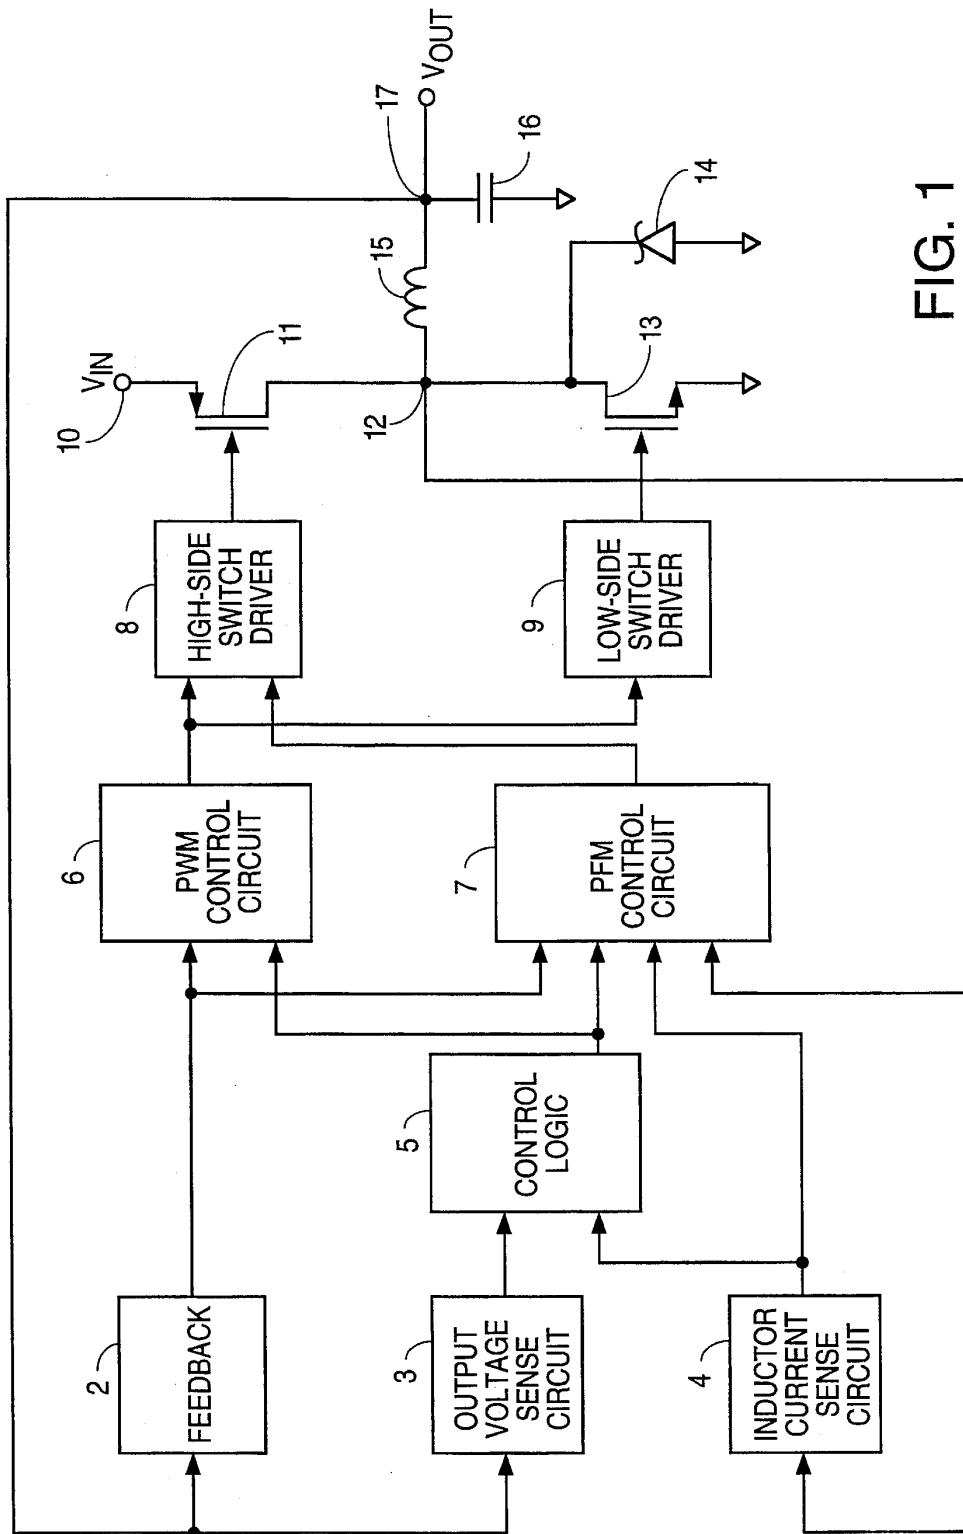 2
FEEDBACK
3
OUTPUT
VOLTAGE
SENSE
CIRCUIT
4
INDUCTOR
CURRENT
SENSE
CIRCUIT
5
CONTROL
LOGIC
6
PWM
CONTROL
CIRCUIT
7
PFM
CONTROL
CIRCUIT
8
HIGH-SIDE
SWITCH
DRIVER
9
LOW-SIDE
SWITCH
DRIVER
10
VIN
11
12
13
14
15
16
17
VOUT
FIG. 1